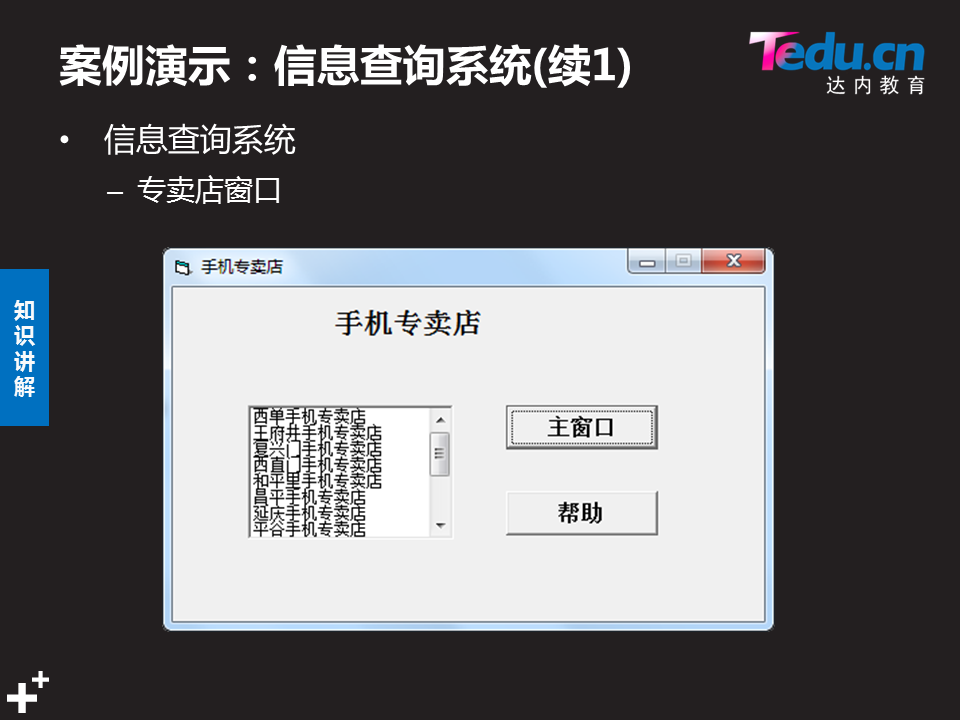 案例演示：信息查询系统(续1)
Tedu.cn
达内教育
• 信息查询系统
– 专卖店窗口
知识讲解
手机专卖店
手机专卖店
西单手机专卖店
王府井手机专卖店
复兴门手机专卖店
西直门手机专卖店
和平里手机专卖店
昌平手机专卖店
延庆手机专卖店
平谷手机专卖店
主窗口
帮助